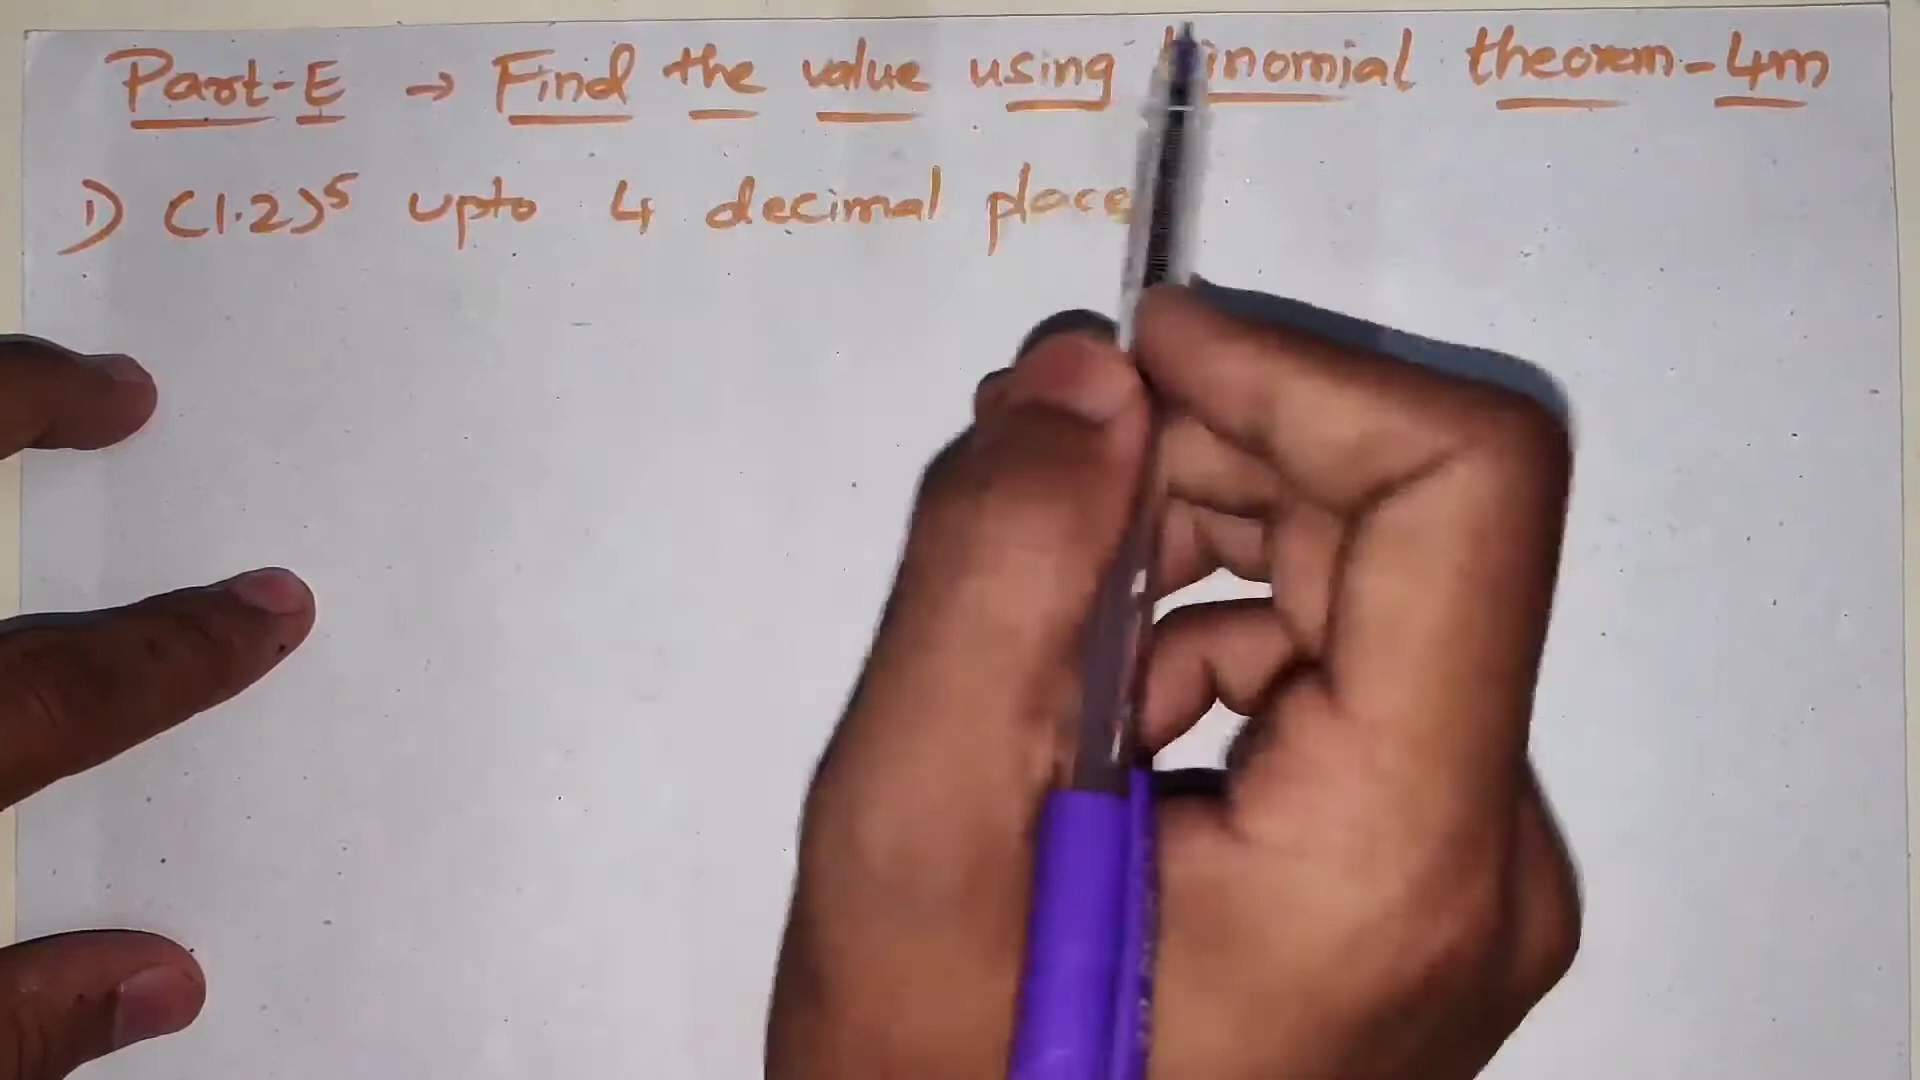 Part-E → Find the value using binomial theorem - 4m
1) (1.2)⁵ upto 4 decimal place